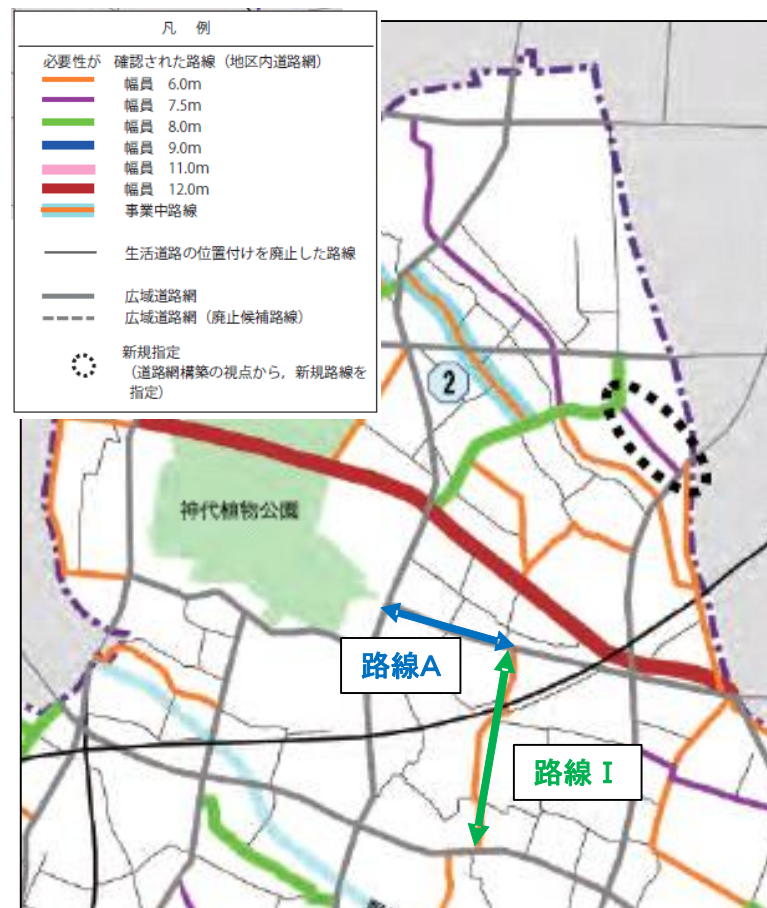 凡 例
必要性が 確認された路線（地区内道路網）
幅員 6.0m
幅員 7.5m
幅員 8.0m
幅員 9.0m
幅員 11.0m
幅員 12.0m
事業中路線
生活道路の位置付けを廃止した路線
広域道路網
広域道路網（廃止候補路線）
新規指定
（道路網構築の視点から，新規路線を
指定）
2
神代植物公園
路線A
路線I